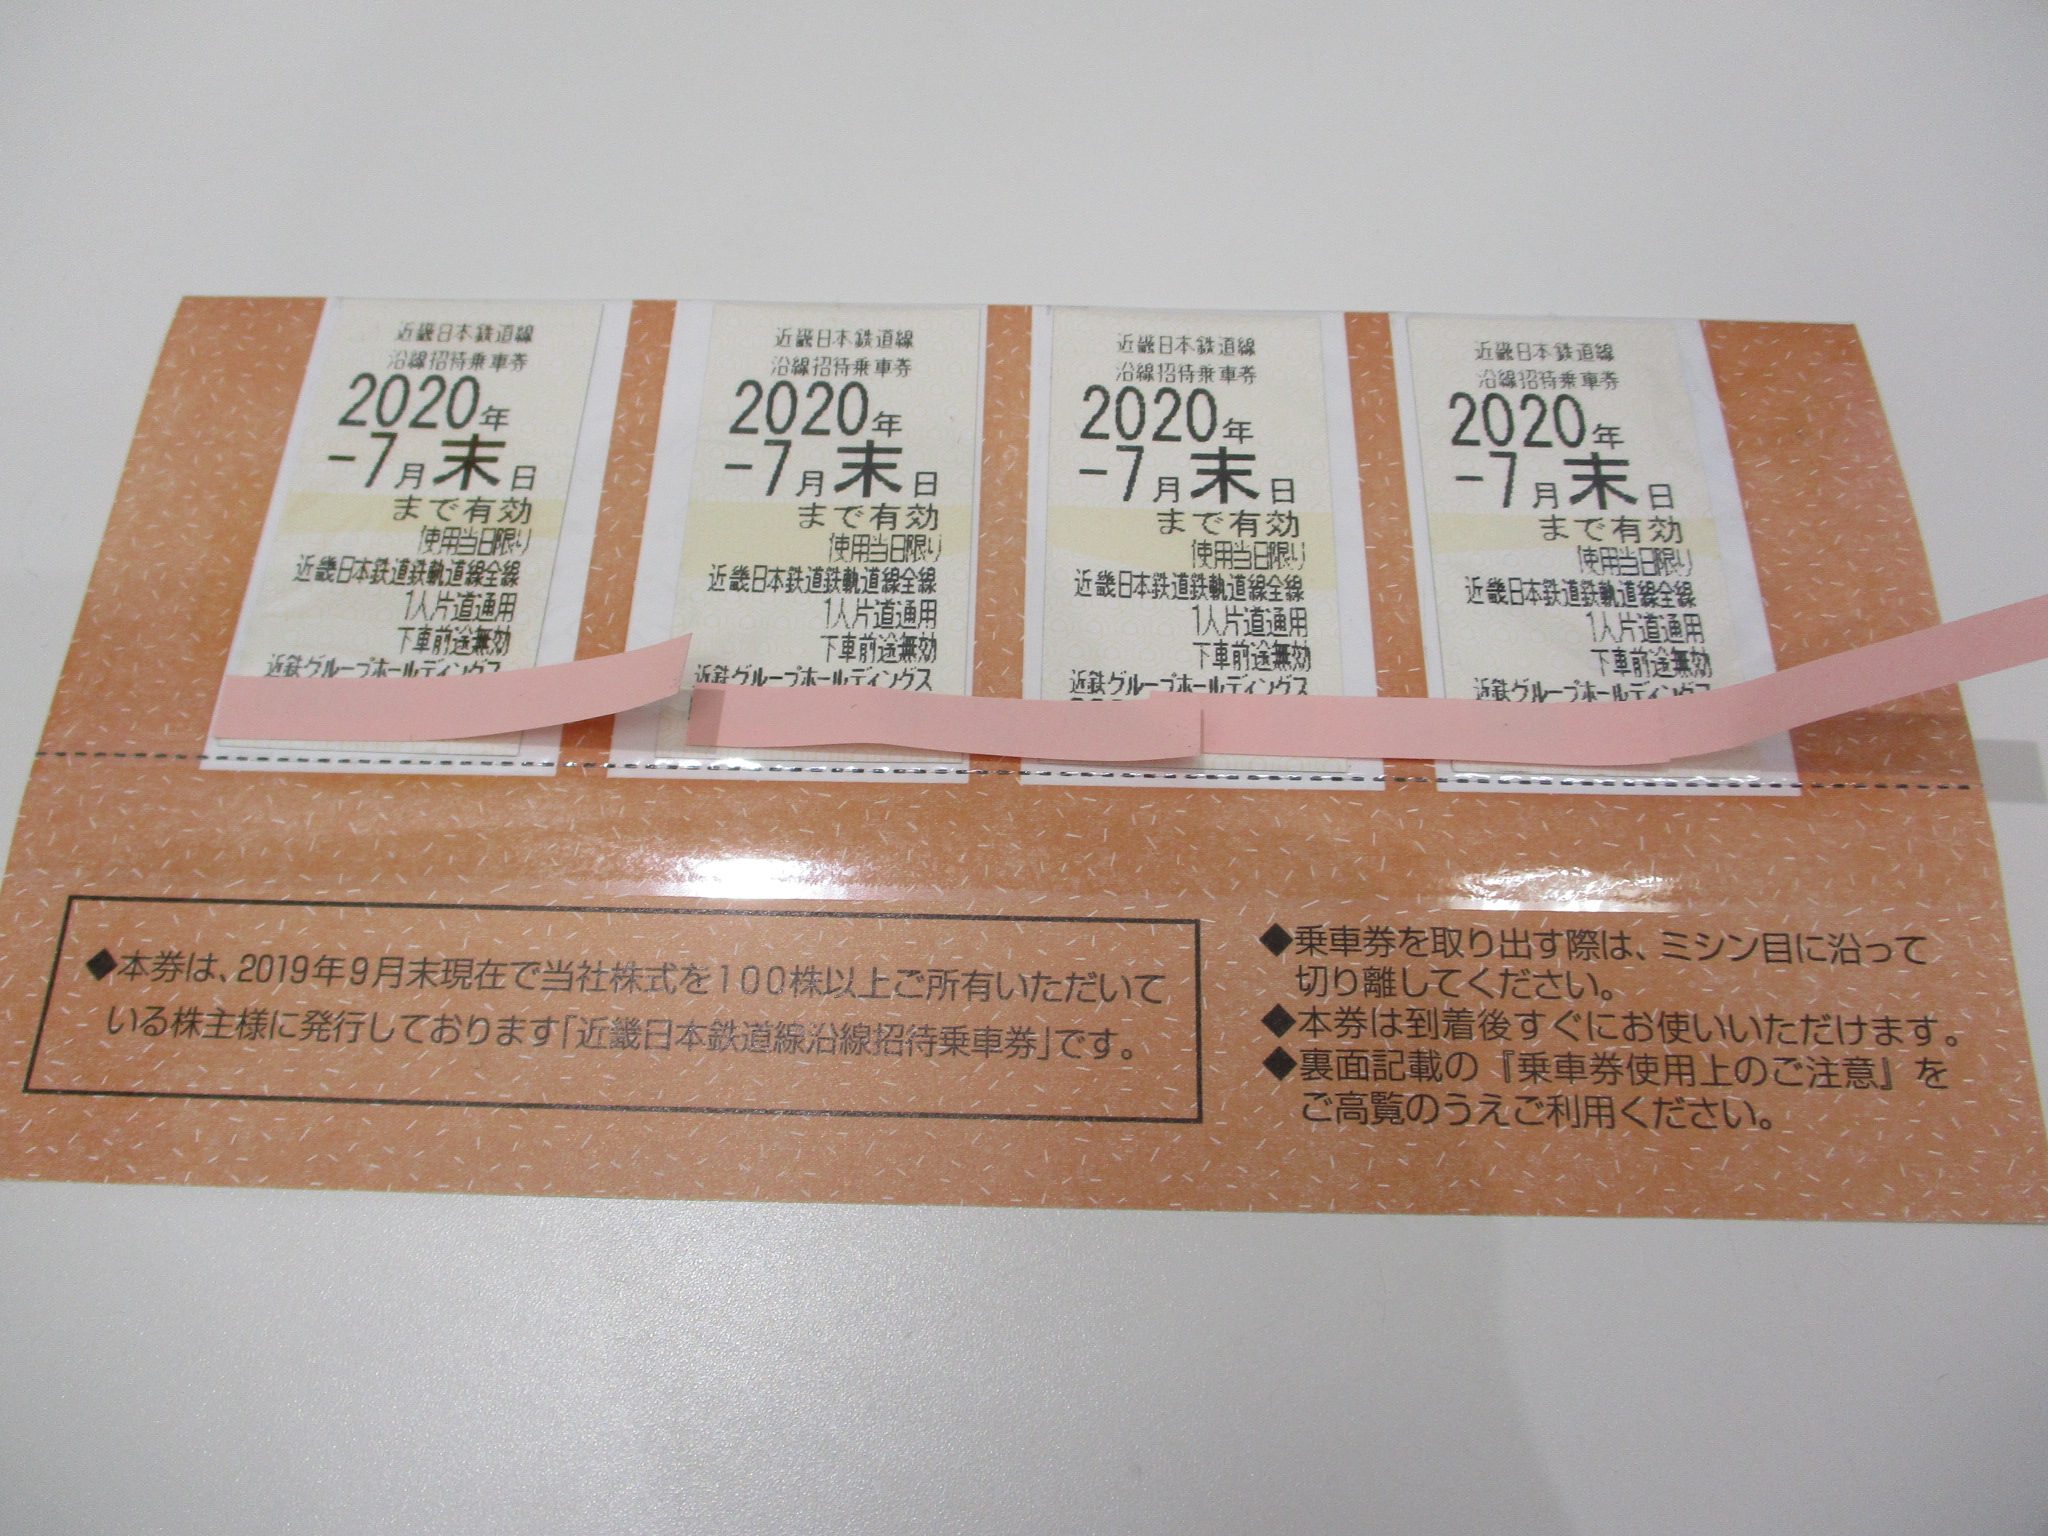 近畿日本鉄道線
沿線招待乗車券
2020年
-7月末日
まで有効
使用当日限り
近畿日本鉄道鉄軌道線全線
1人片道通用
下車前途無効
近鉄グループホールディングス
近畿日本鉄道線
沿線招待乗車券
2020年
-7月末日
まで有効
使用当日限り
近畿日本鉄道鉄軌道線全線
1人片道通用
下車前途無効
近鉄グループホールディングス
近畿日本鉄道線
沿線招待乗車券
2020年
-7月末日
まで有効
使用当日限り
近畿日本鉄道鉄軌道線全線
1人片道通用
下車前途無効
近鉄グループホールディングス
近畿日本鉄道線
沿線招待乗車券
2020年
-7月末日
まで有効
使用当日限り
近畿日本鉄道鉄軌道線全線
1人片道通用
下車前途無効
近鉄グループホールディングス
◆本券は、2019年9月末現在で当社株式を100株以上ご所有いただいて
いる株主様に発行しております「近畿日本鉄道線沿線招待乗車券」です。
◆乗車券を取り出す際は、ミシン目に沿って
切り離してください。
◆本券は到着後すぐにお使いいただけます。
◆裏面記載の『乗車券使用上のご注意』を
ご高覧のうえご利用ください。